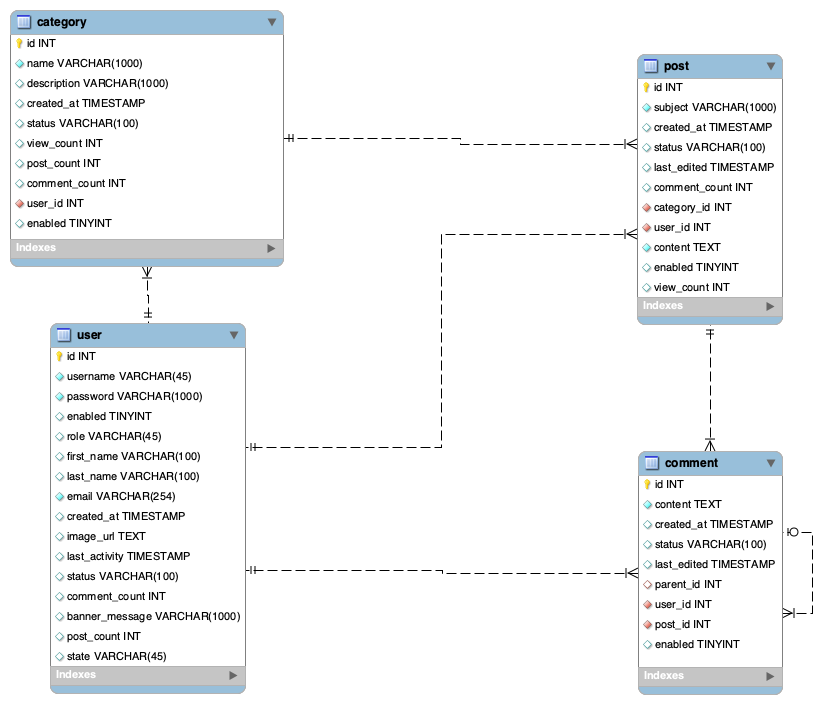 category
id INT
name VARCHAR(1000)
description VARCHAR(1000)
created_at TIMESTAMP
status VARCHAR(100)
view_count INT
post_count INT
comment_count INT
user_id INT
enabled TINYINT
Indexes
post
id INT
subject VARCHAR(1000)
created_at TIMESTAMP
status VARCHAR(100)
last_edited TIMESTAMP
comment_count INT
category_id INT
user_id INT
content TEXT
enabled TINYINT
view_count INT
Indexes
user
id INT
username VARCHAR(45)
password VARCHAR(1000)
enabled TINYINT
role VARCHAR(45)
first_name VARCHAR(100)
last_name VARCHAR(100)
email VARCHAR(254)
created_at TIMESTAMP
image_url TEXT
last_activity TIMESTAMP
status VARCHAR(100)
comment_count INT
banner_message VARCHAR(1000)
post_count INT
state VARCHAR(45)
Indexes
comment
id INT
content TEXT
created_at TIMESTAMP
status VARCHAR(100)
last_edited TIMESTAMP
parent_id INT
user_id INT
post_id INT
enabled TINYINT
Indexes